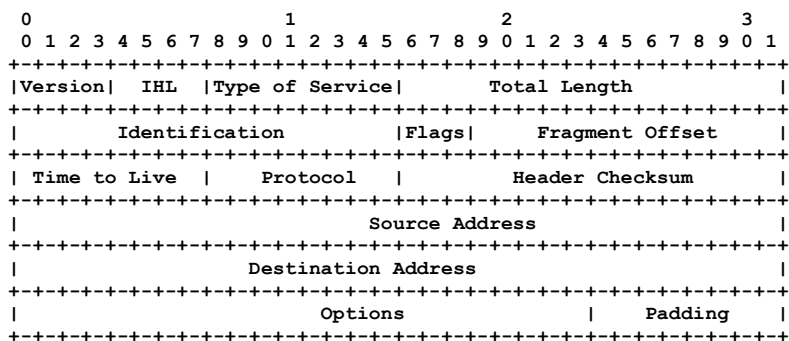 0                   1                   2                   3
0 1 2 3 4 5 6 7 8 9 0 1 2 3 4 5 6 7 8 9 0 1 2 3 4 5 6 7 8 9 0 1
+-+-+-+-+-+-+-+-+-+-+-+-+-+-+-+-+-+-+-+-+-+-+-+-+-+-+-+-+-+-+-+-+
|Version|  IHL  |Type of Service|          Total Length         |
+-+-+-+-+-+-+-+-+-+-+-+-+-+-+-+-+-+-+-+-+-+-+-+-+-+-+-+-+-+-+-+-+
|         Identification        |Flags|     Fragment Offset     |
+-+-+-+-+-+-+-+-+-+-+-+-+-+-+-+-+-+-+-+-+-+-+-+-+-+-+-+-+-+-+-+-+
| Time to Live  |    Protocol   |        Header Checksum        |
+-+-+-+-+-+-+-+-+-+-+-+-+-+-+-+-+-+-+-+-+-+-+-+-+-+-+-+-+-+-+-+-+
|                             Source Address                    |
+-+-+-+-+-+-+-+-+-+-+-+-+-+-+-+-+-+-+-+-+-+-+-+-+-+-+-+-+-+-+-+-+
|                   Destination Address                         |
+-+-+-+-+-+-+-+-+-+-+-+-+-+-+-+-+-+-+-+-+-+-+-+-+-+-+-+-+-+-+-+-+
|                         Options               |    Padding    |
+-+-+-+-+-+-+-+-+-+-+-+-+-+-+-+-+-+-+-+-+-+-+-+-+-+-+-+-+-+-+-+-+